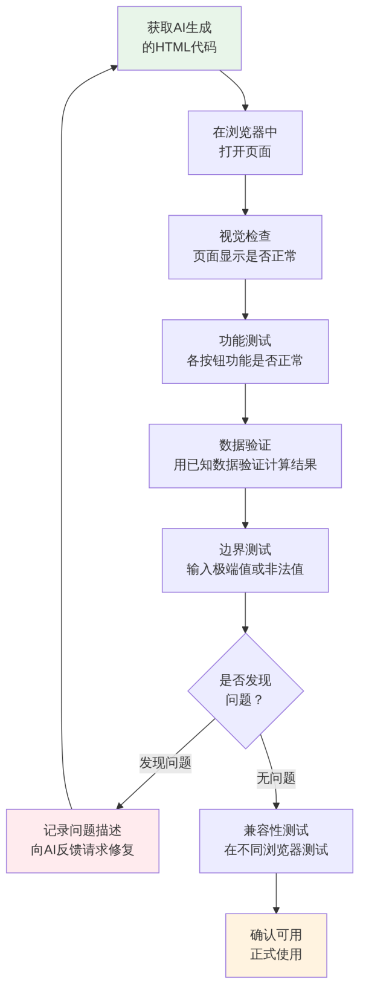 获取AI生成
的HTML代码
在浏览器中
打开页面
视觉检查
页面显示是否正常
功能测试
各按钮功能是否正常
数据验证
用已知数据验证计算结果
边界测试
输入极端值或非法值
是否发现
问题？
发现问题
无问题
记录问题描述
向AI反馈请求修复
兼容性测试
在不同浏览器测试
确认可用
正式使用